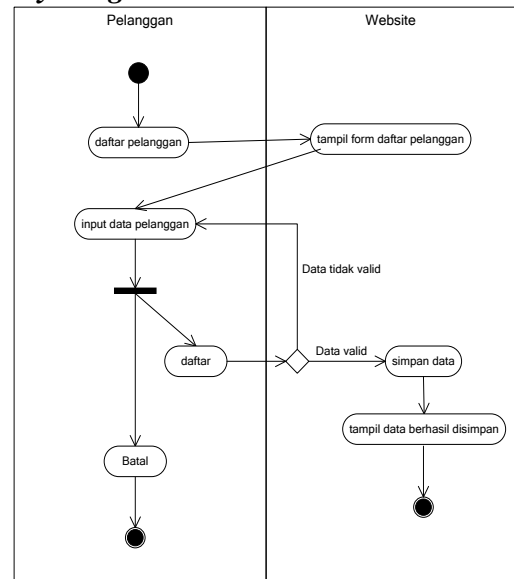 Pelanggan
Website
daftar pelanggan
tampil form daftar pelanggan
input data pelanggan
Data tidak valid
daftar
Data valid
simpan data
tampil data berhasil disimpan
Batal